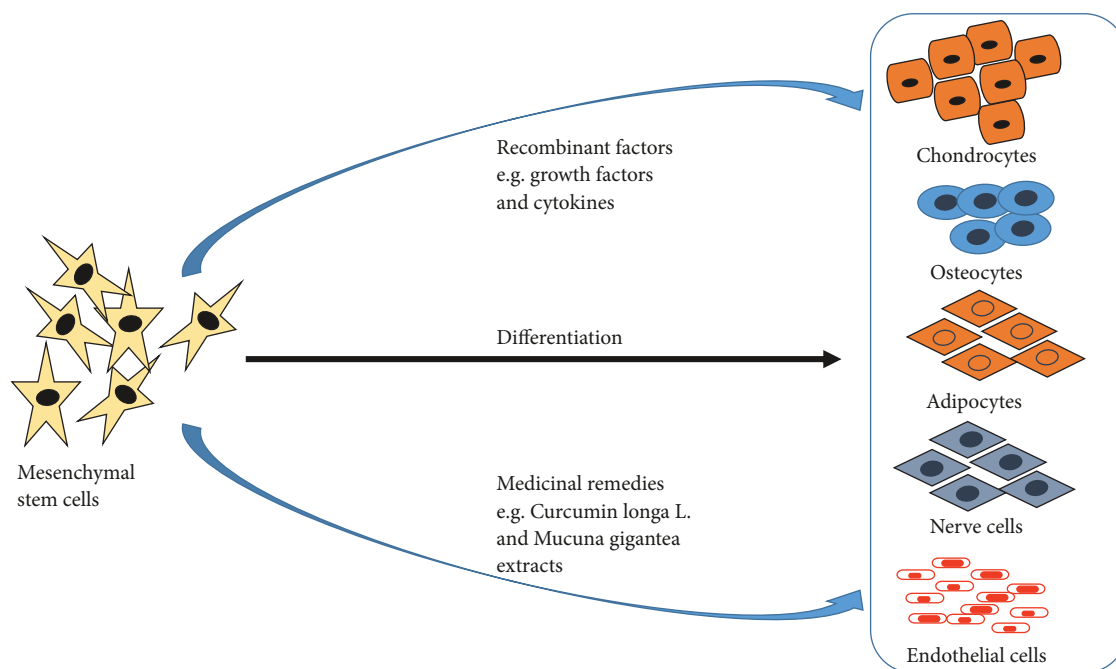 Mesenchymal
stem cells
Recombinant factors
e.g. growth factors
and cytokines
Differentiation
Medicinal remedies
e.g. Curcumin longa L.
and Mucuna gigantea
extracts
Chondrocytes
Osteocytes
Adipocytes
Nerve cells
Endothelial cells